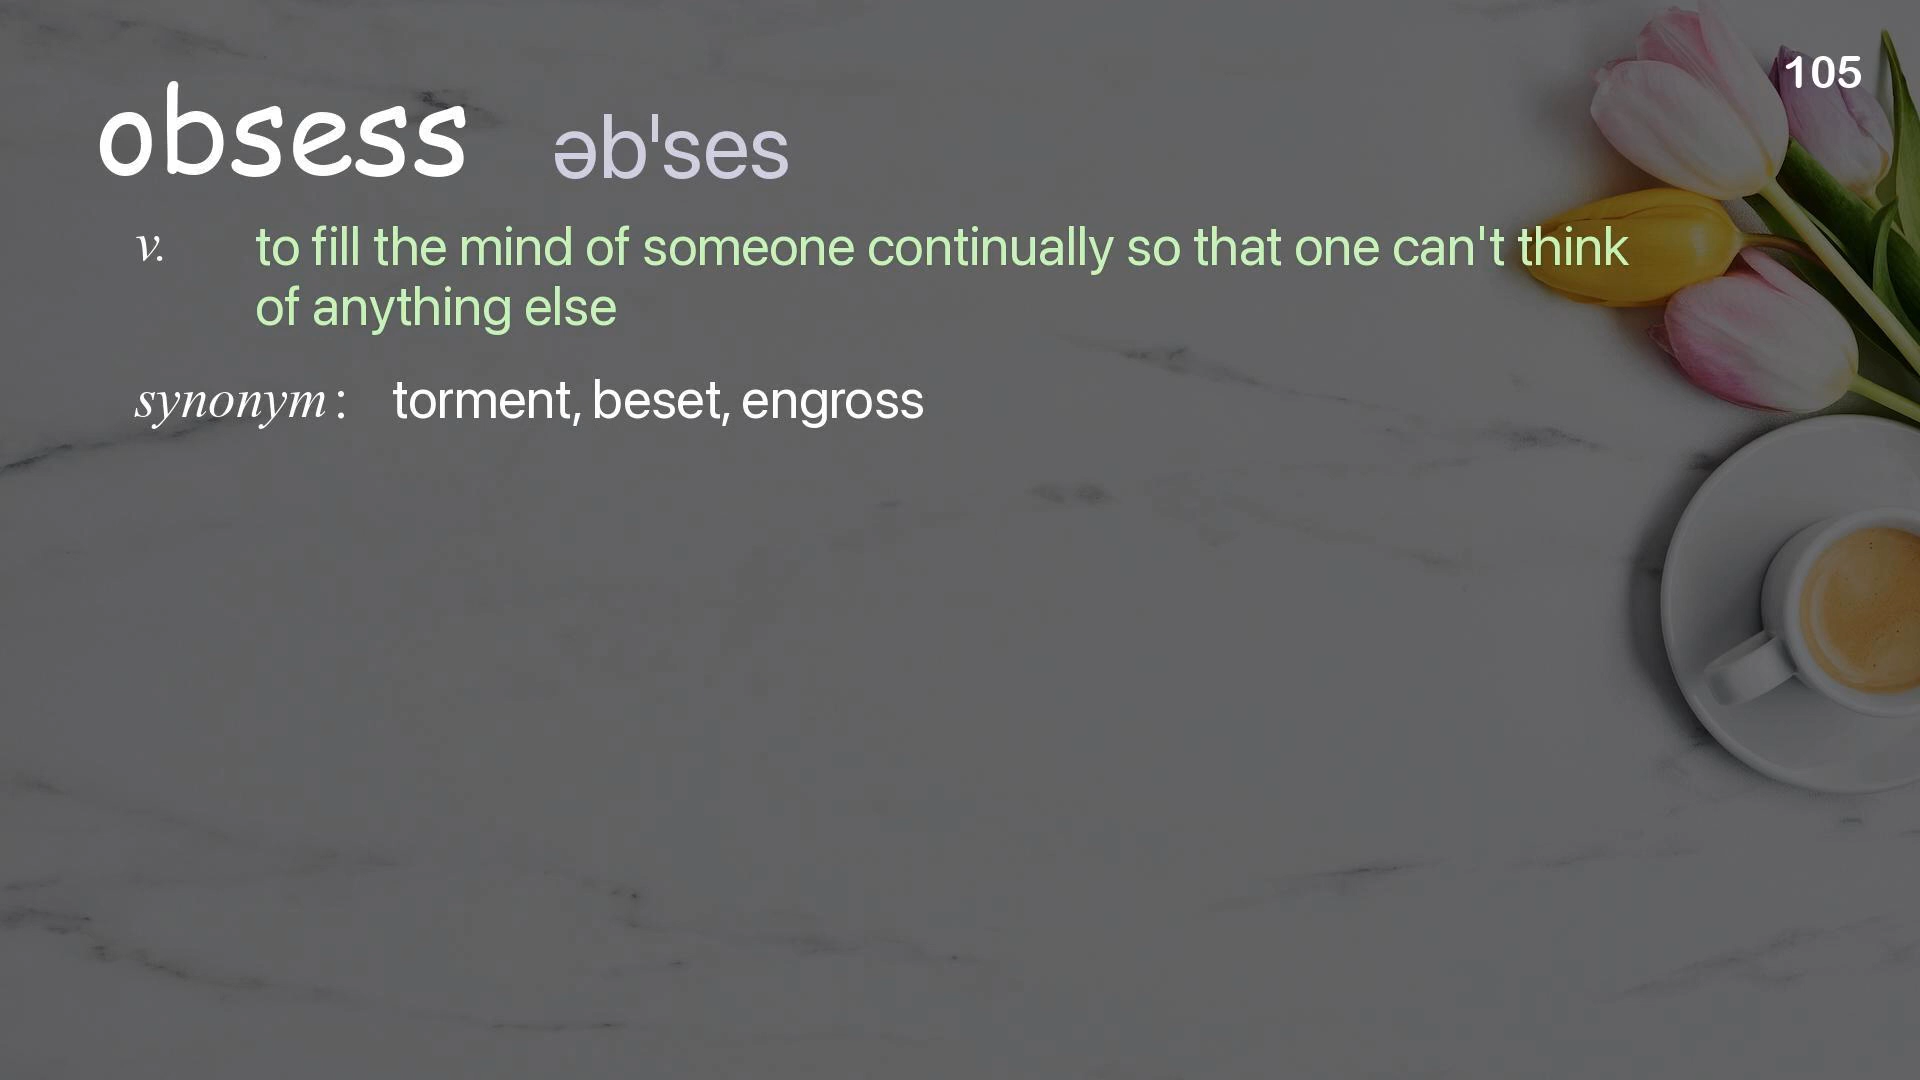 105
obsess əb'ses
v. to fill the mind of someone continually so that one can't think
of anything else
synonym : torment, beset, engross